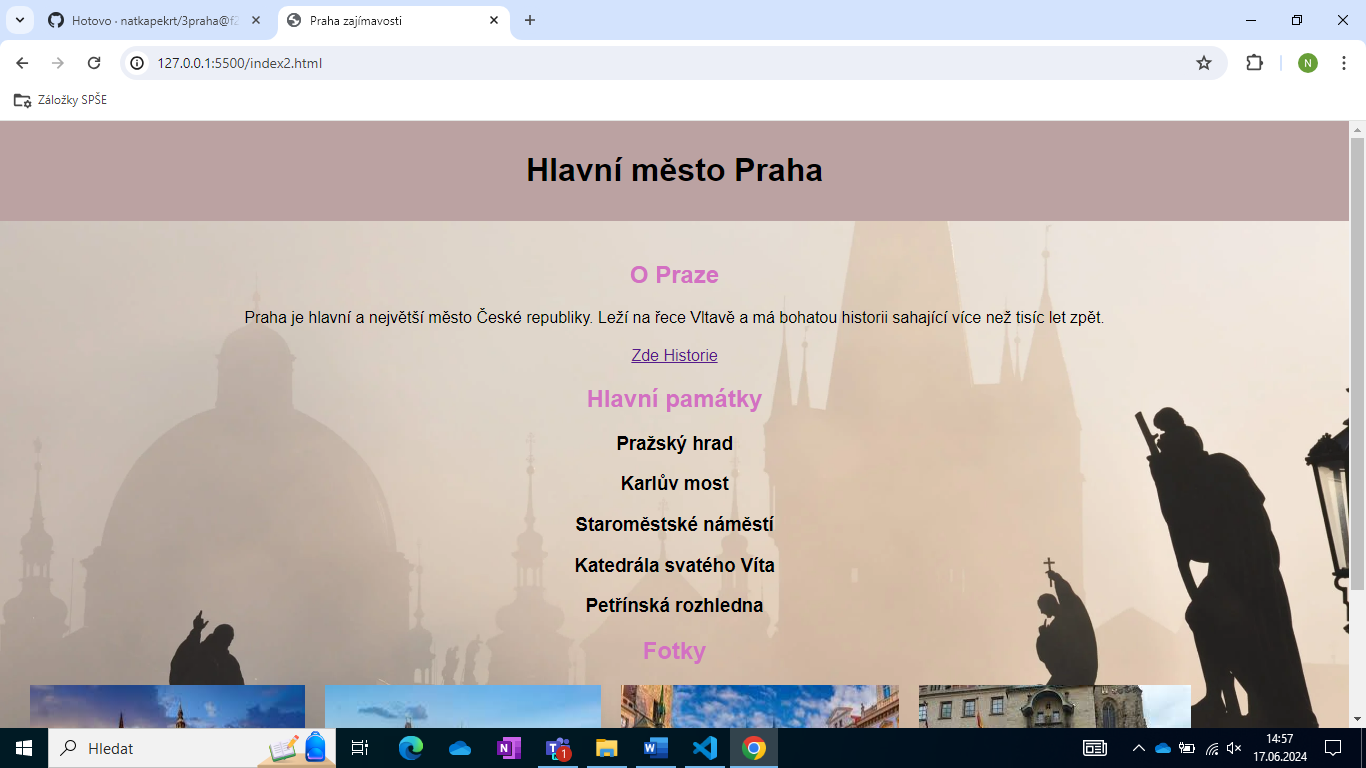 Hotovo · natkapekrt/3praha@f2
Praha zajímavosti
127.0.0.1:5500/index2.html
N
Záložky SPŠE
Hlavní město Praha
O Praze
Praha je hlavní a největší město České republiky. Leží na řece Vltavě a má bohatou historii sahající více než tisíc let zpět.
Zde Historie
Hlavní památky
Pražský hrad
Karlův most
Staroměstské náměstí
Katedrála svatého Víta
Petřínská rozhledna
Fotky
Hledat
1
14:57
17.06.2024